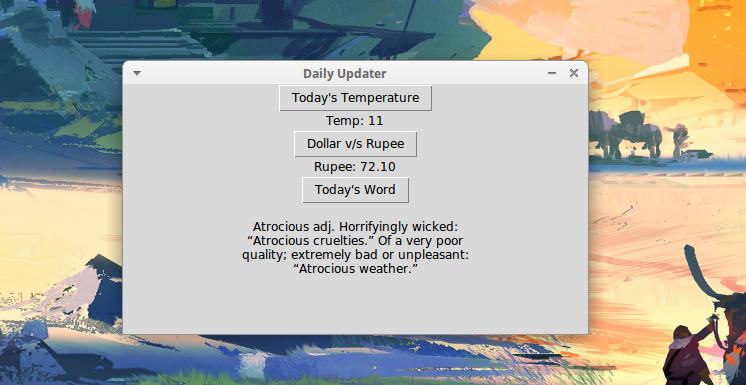 Daily Updater
Today's Temperature
Temp: 11
Dollar v/s Rupee
Rupee: 72.10
Today's Word
Atrocious adj. Horrifyingly wicked:
“Atrocious cruelties.” Of a very poor
quality; extremely bad or unpleasant:
“Atrocious weather.”